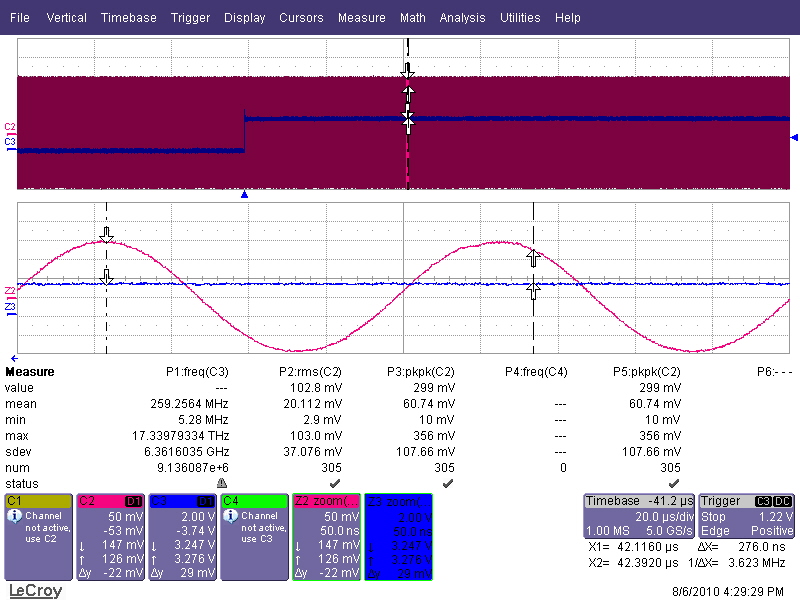 File Vertical Timebase Trigger Display Cursors Measure Math Analysis Utilities Help
C2
C3
Z2
Z3
Measure P1:freq(C3) P2:rms(C2) P3:pkpk(C2) P4:freq(C4) P5:pkpk(C2) P6:- - -
value --- 102.8 mV 299 mV 299 mV
mean 259.2564 MHz 20.112 mV 60.74 mV --- 60.74 mV
min 5.28 MHz 2.9 mV 10 mV --- 10 mV
max 17.33979334 THz 103.0 mV 356 mV --- 356 mV
sdev 6.3616035 GHz 37.076 mV 107.66 mV --- 107.66 mV
num 9.136087e+6 305 305 0 305
status
C1 C2 D1 C3 D1 C4 Z2 zoom(... Z3 zoom(... Timebase -41.2 µs Trigger C3 DC
Channel 50 mV 2.00 V Channel 50 mV 2.00 V 20.0 µs/div Stop 1.22 V
not active, -53 mV -3.74 V not active, 50.0 ns 50.0 ns 1.00 MS 5.0 GS/s Edge Positive
use C2 147 mV 3.247 V use C3 147 mV 3.247 V X1= 42.1160 µs ΔX= 276.0 ns
126 mV 3.276 V 126 mV 3.276 V X2= 42.3920 µs 1/ΔX= 3.623 MHz
Δy -22 mV Δy 29 mV Δy -22 mV Δy 29 mV
LeCroy 8/6/2010 4:29:29 PM